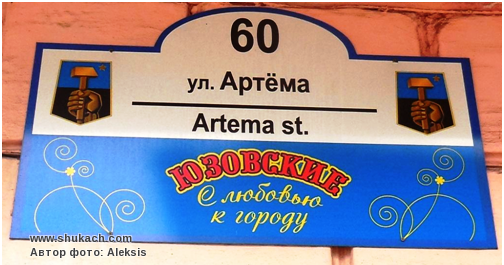 60
ул. Артёма
Artema st.
ЮЗОВСКИЕ
С любовью
к городу
www.shukach.com
Автор фото: Aleksis